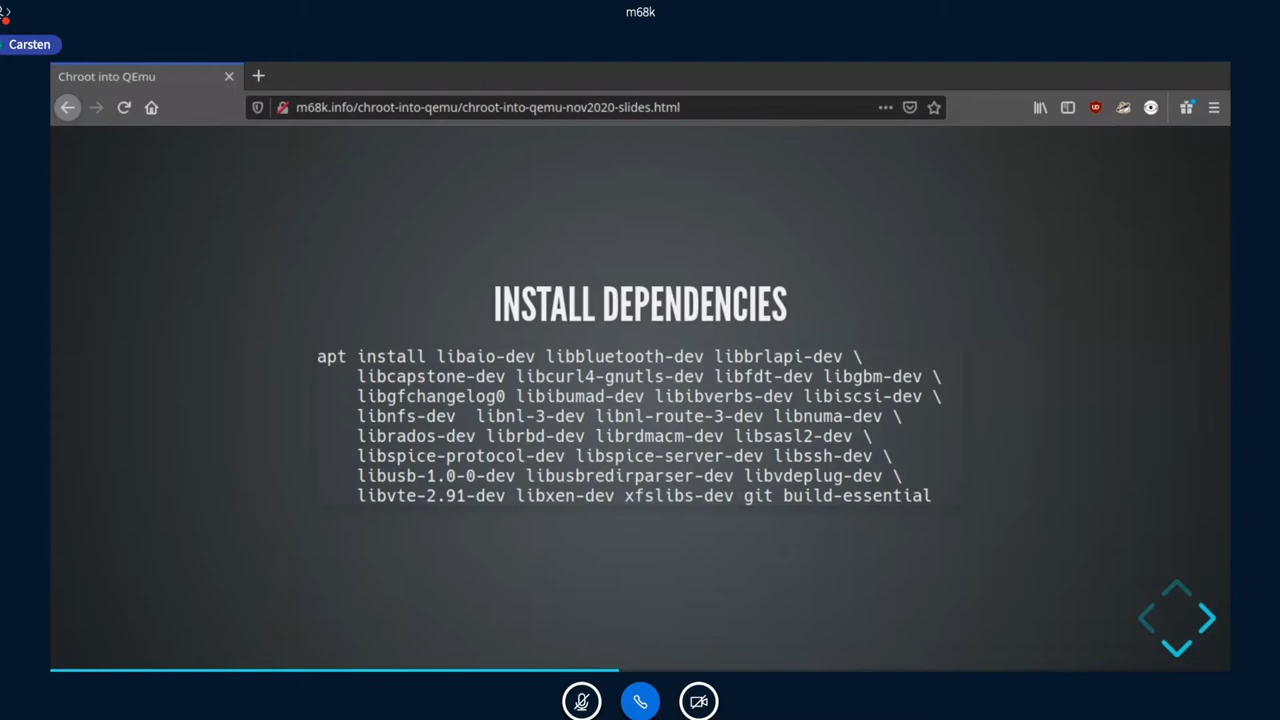 m68k
Carsten
Chroot into QEmu
m68k.info/chroot-into-qemu/chroot-into-qemu-nov2020-slides.html
INSTALL DEPENDENCIES
apt install libaio-dev libbluetooth-dev libbrlapi-dev \
libcapstone-dev libcurl4-gnutls-dev libfdt-dev libgbm-dev \
libgfchangelog0 libibumad-dev libibverbs-dev libiscsi-dev \
libnfs-dev  libnl-3-dev libnl-route-3-dev libnuma-dev \
librados-dev librbd-dev librdmacm-dev libsasl2-dev \
libspice-protocol-dev libspice-server-dev libssh-dev \
libusb-1.0-0-dev libusbredirparser-dev libvdeplug-dev \
libvte-2.91-dev libxen-dev xfslibs-dev git build-essential